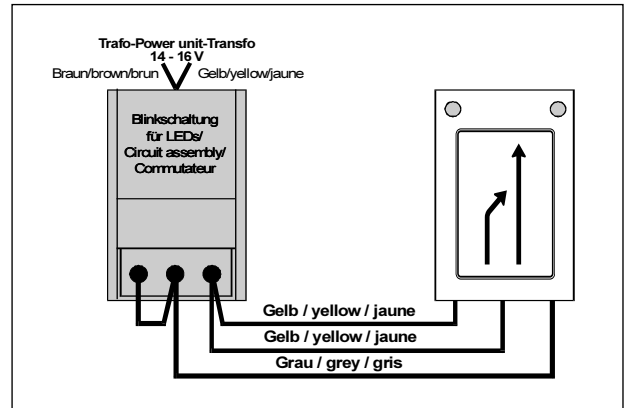 Trafo-Power unit-Transfo
14 - 16 V
Braun/brown/brun Gelb/yellow/jaune
Blinkschaltung
für LEDs/
Circuit assembly/
Commutateur
Gelb / yellow / jaune
Gelb / yellow / jaune
Grau / grey / gris